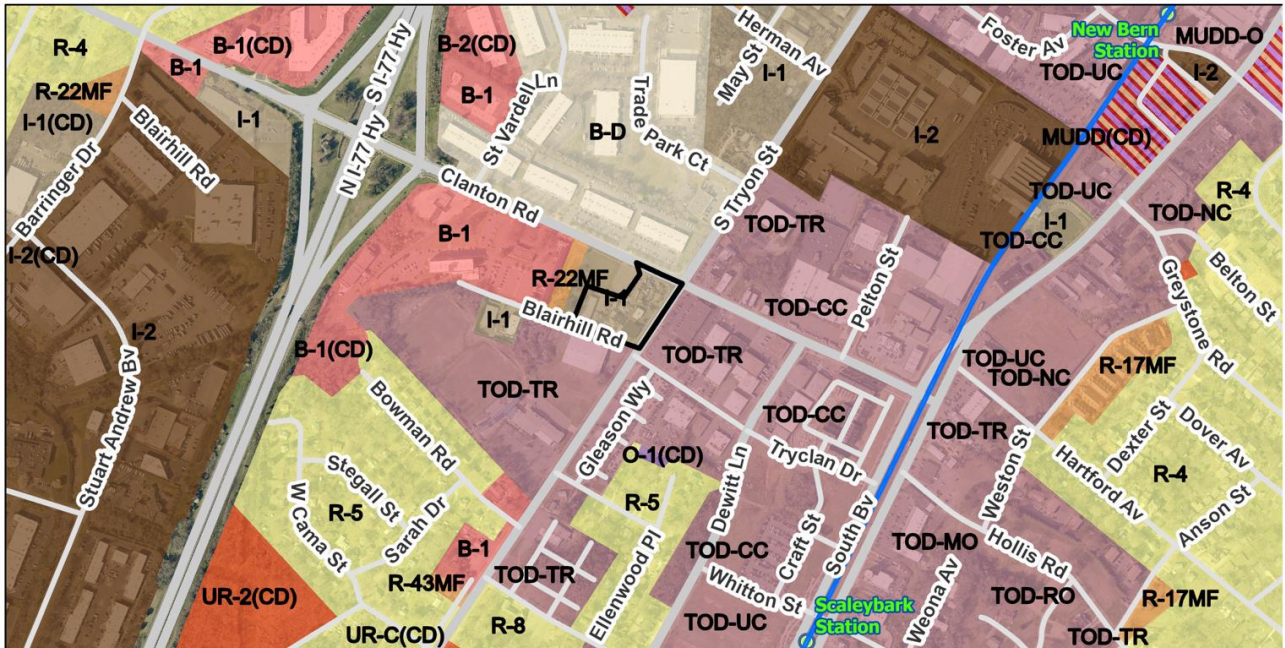 R-4
B-1(CD)
B-1
R-22MF
I-1(CD)
Blairhill Rd
I-1
Barringer Dr
N I-77 Hy
S I-77 Hy
B-2(CD)
B-1
St Vardell Ln
B-D
Trade Park Ct
May St
Herman Av
I-1
S Tryon St
I-2
Foster Av
New Bern
Station
MUDD-O
TOD-UC
I-2
MUDD(CD)
TOD-UC
I-1
TOD-CC
R-4
TOD-NC
Clanton Rd
B-1
R-22MF
I-1
I-1
Blairhill Rd
TOD-TR
TOD-CC
Pelton St
Greystone Rd
Belton St
I-2(CD)
I-2
Stuart Andrew Bv
B-1(CD)
TOD-TR
TOD-TR
TOD-CC
TOD-UC
TOD-NC
R-17MF
Bowman Rd
Gleason Wy
O-1(CD)
Tryclan Dr
TOD-TR
Weston St
Hartford Av
Dexter St
Dover Av
R-4
Anson St
Stegall St
R-5
W Cama St
Sarah Dr
R-5
Dewitt Ln
Craft St
South Bv
TOD-MO
Hollis Rd
B-1
R-43MF
TOD-TR
Ellenwood Pl
TOD-CC
Whitton St
Weona Av
TOD-RO
R-17MF
UR-2(CD)
UR-C(CD)
R-8
TOD-UC
Scaleybark
Station
TOD-TR